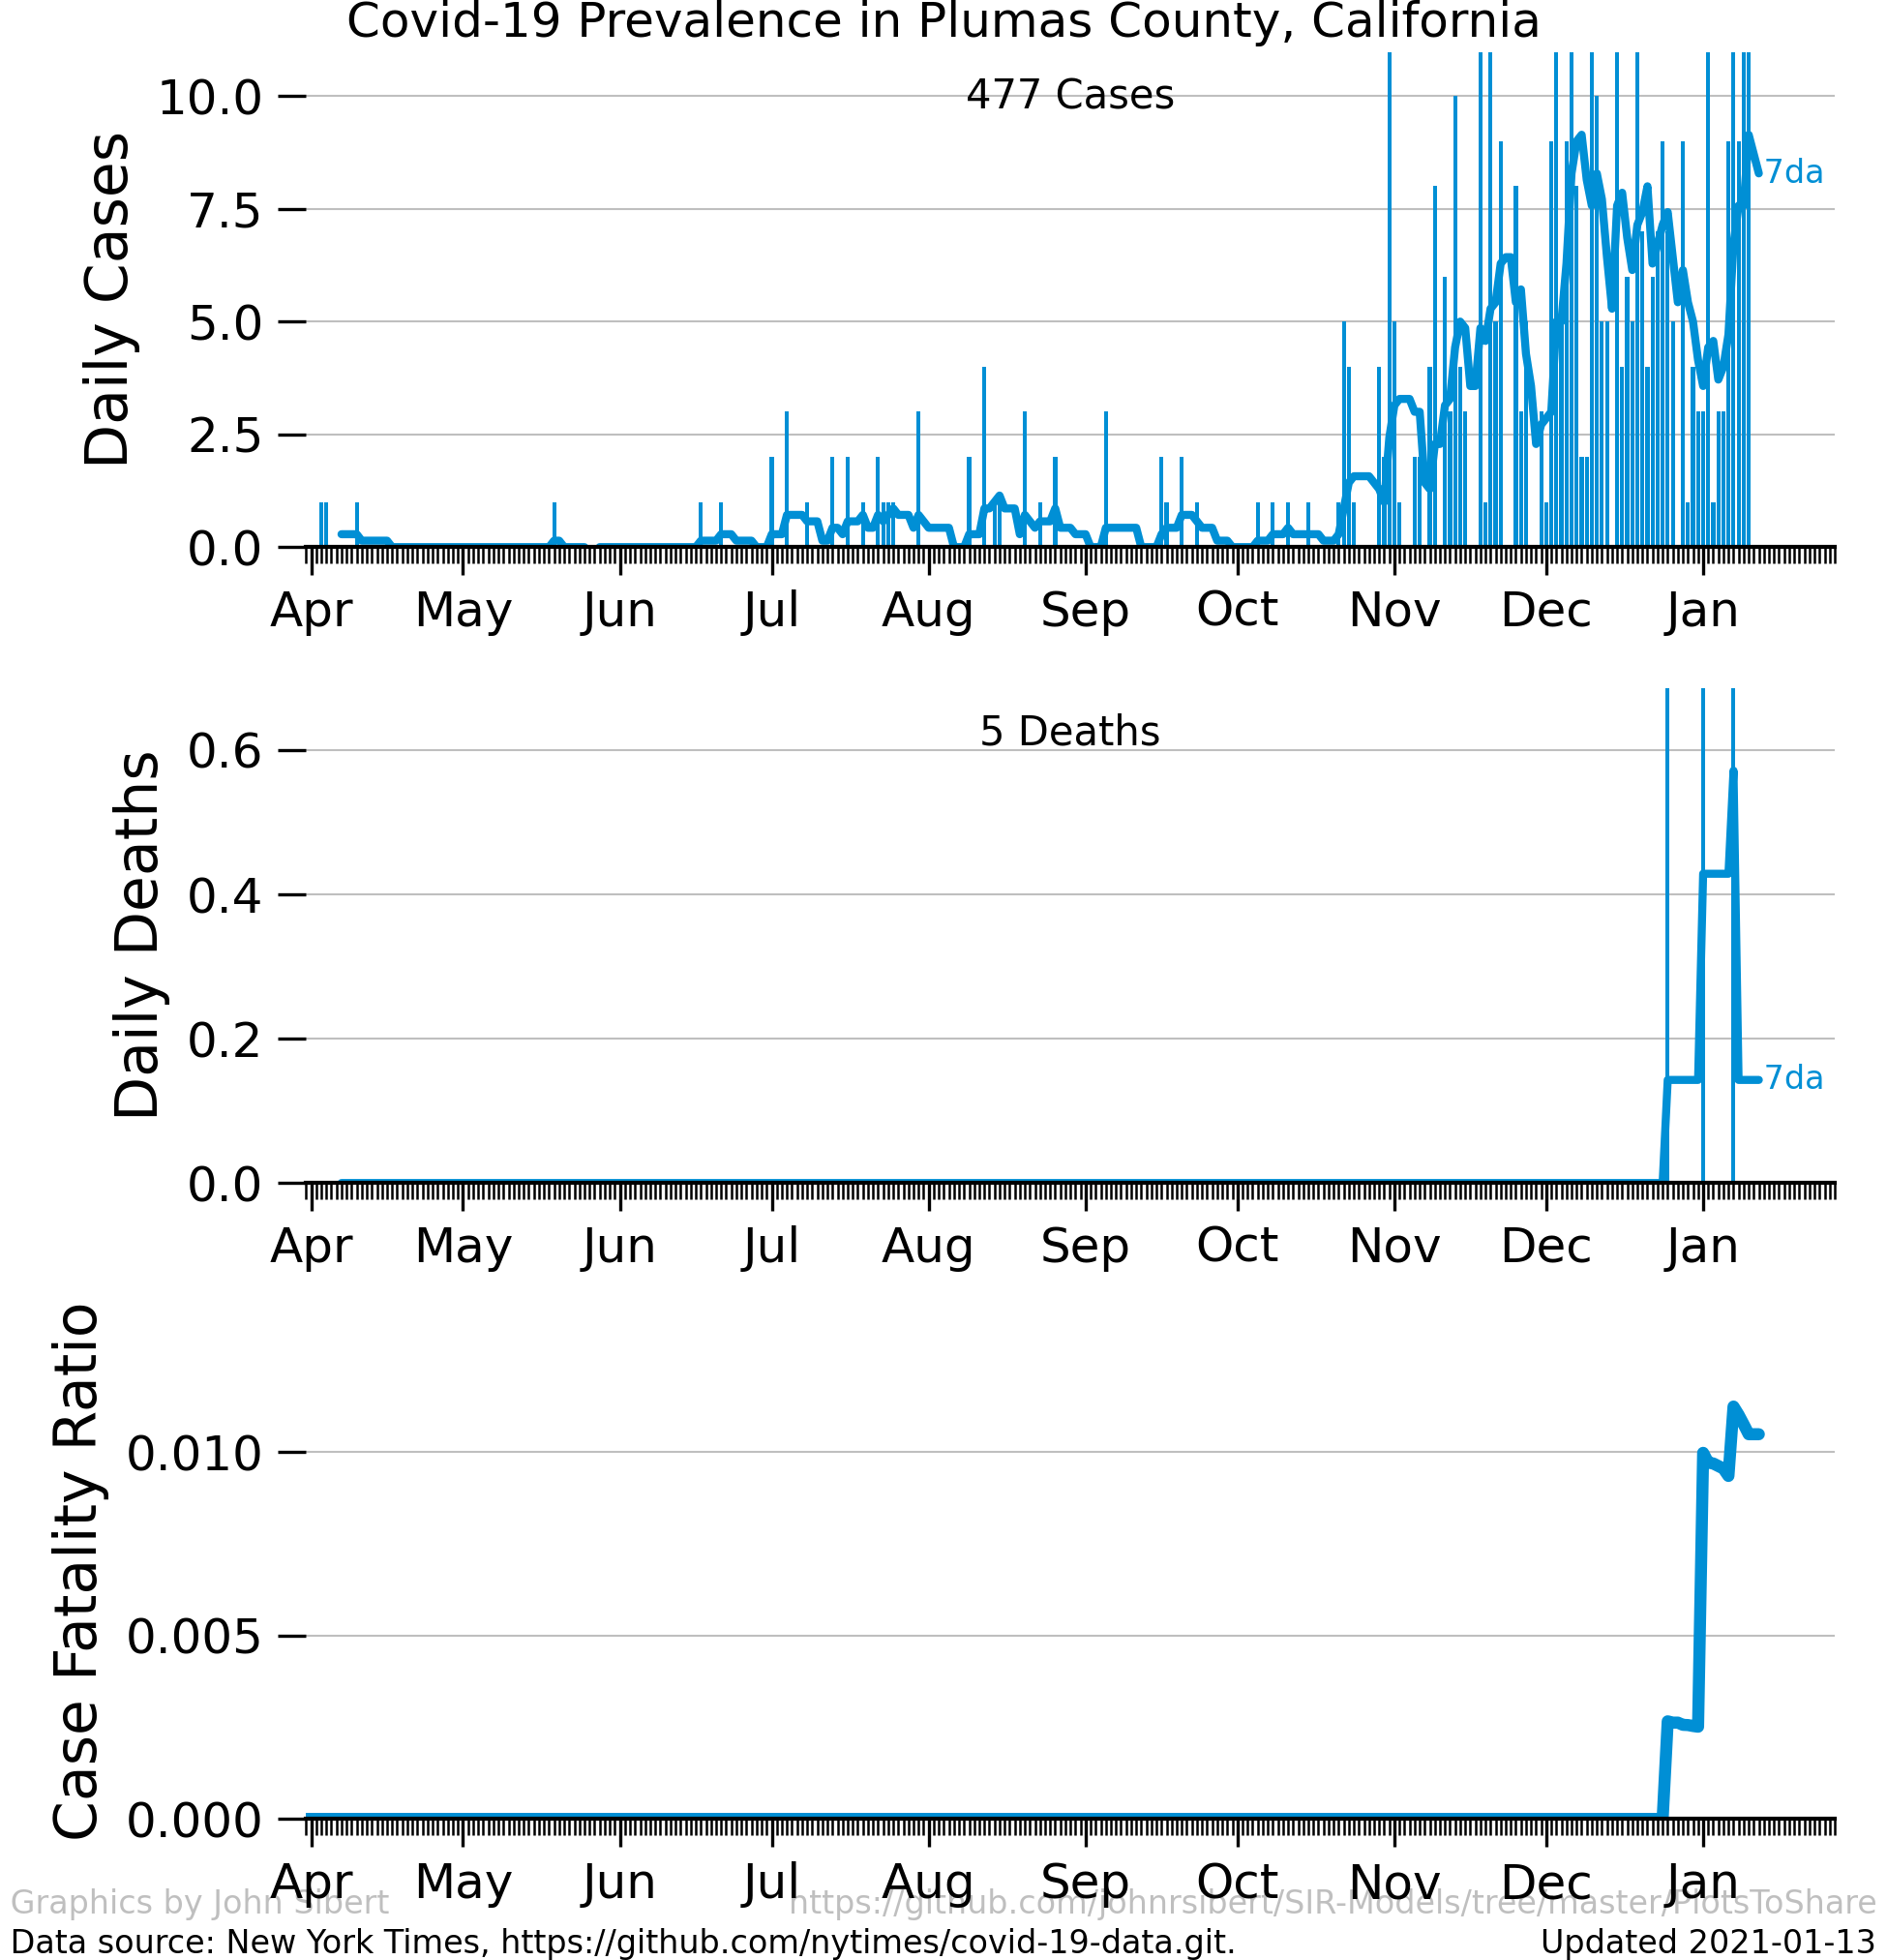 Covid-19 Prevalence in Plumas County, California
477 Cases
Daily Cases
10.0
7.5
5.0
2.5
0.0
7da
Apr May Jun Jul Aug Sep Oct Nov Dec Jan
5 Deaths
Daily Deaths
0.6
0.4
0.2
0.0
7da
Apr May Jun Jul Aug Sep Oct Nov Dec Jan
Case Fatality Ratio
0.010
0.005
0.000
Apr May Jun Jul Aug Sep Oct Nov Dec Jan
Graphics by John Sibert https://github.com/johnrsibert/SIR-Models/tree/master/PlotsToShare
Data source: New York Times, https://github.com/nytimes/covid-19-data.git. Updated 2021-01-13